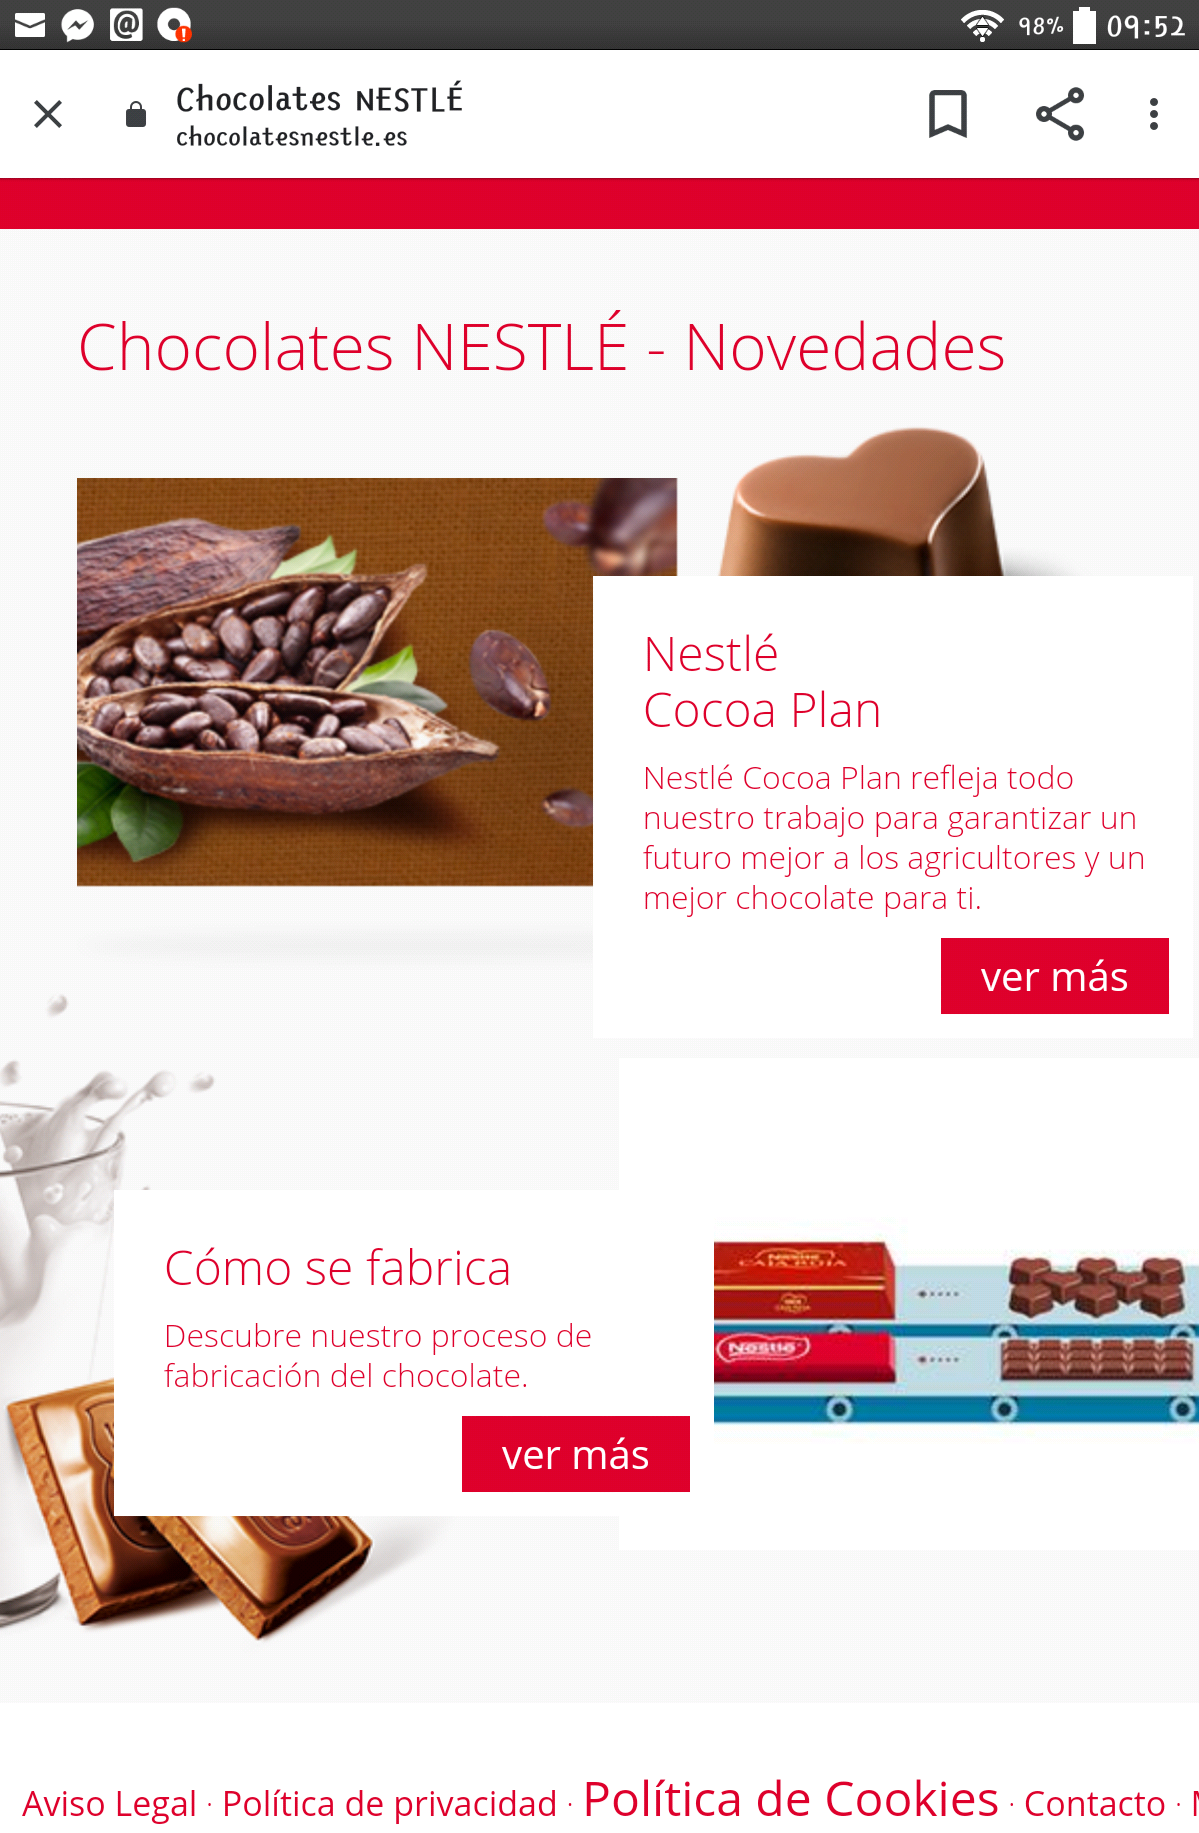 98% 09:52
Chocolates NESTLÉ
chocolatesnestle.es
Chocolates NESTLÉ - Novedades
Nestlé
Cocoa Plan
Nestlé Cocoa Plan refleja todo
nuestro trabajo para garantizar un
futuro mejor a los agricultores y un
mejor chocolate para ti.
ver más
Cómo se fabrica
Descubre nuestro proceso de
fabricación del chocolate.
ver más
Nestlé
CAJA ROJA
Nestlé
Aviso Legal · Política de privacidad · Política de Cookies · Contacto ·